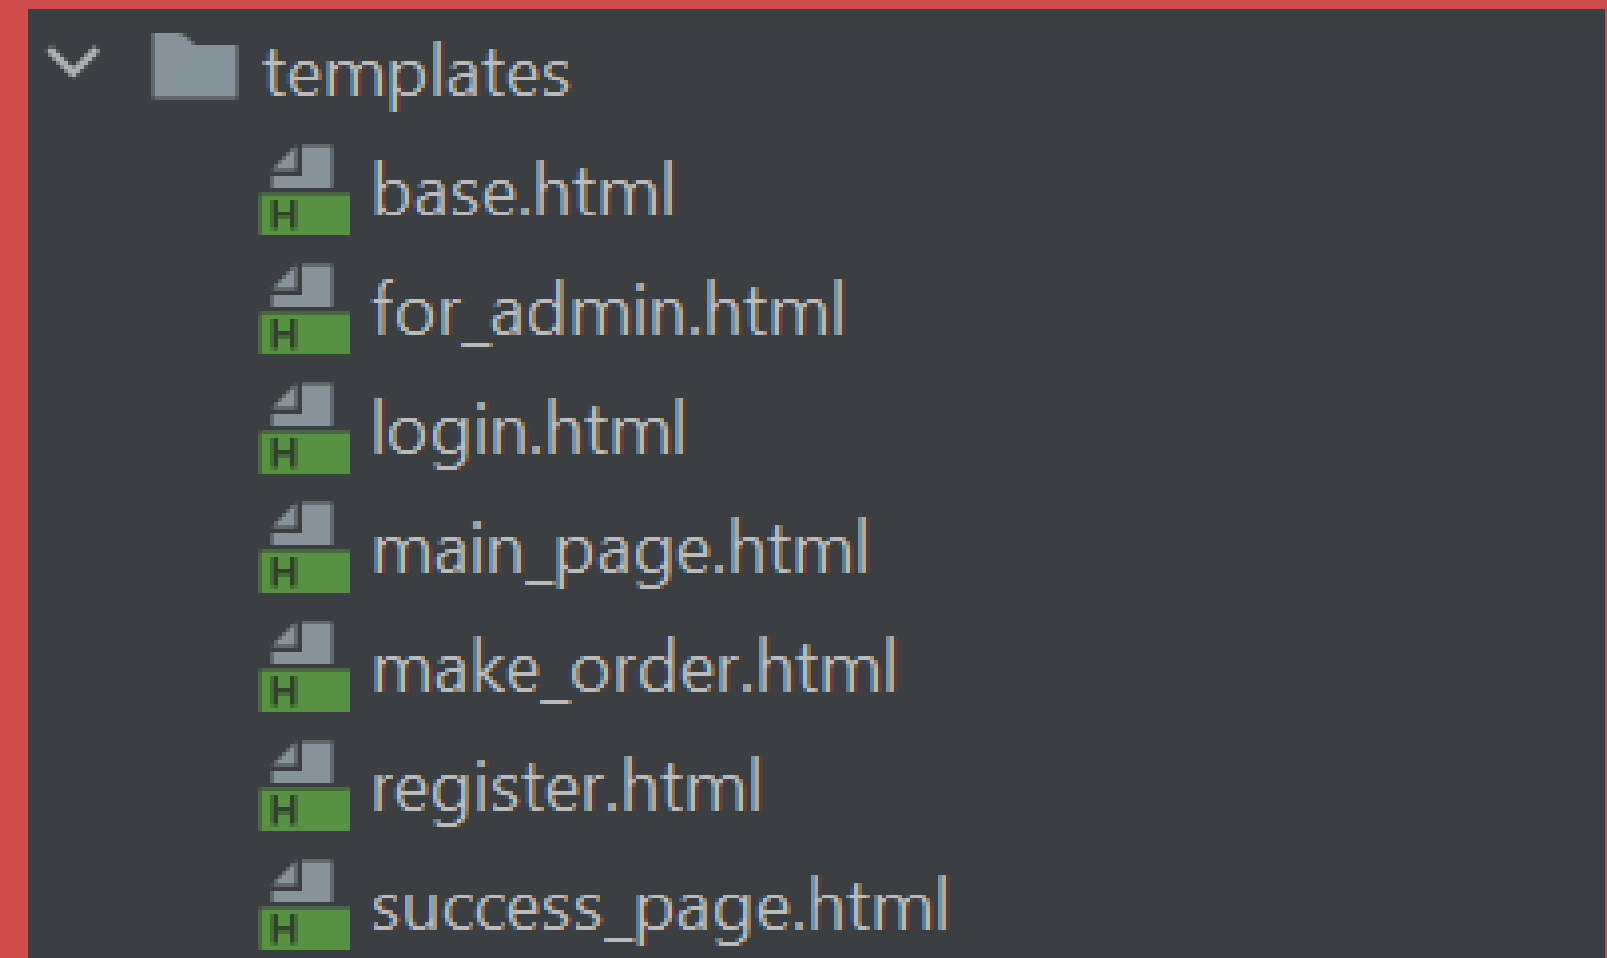 templates
H base.html
H for_admin.html
H login.html
H main_page.html
H make_order.html
H register.html
H success_page.html